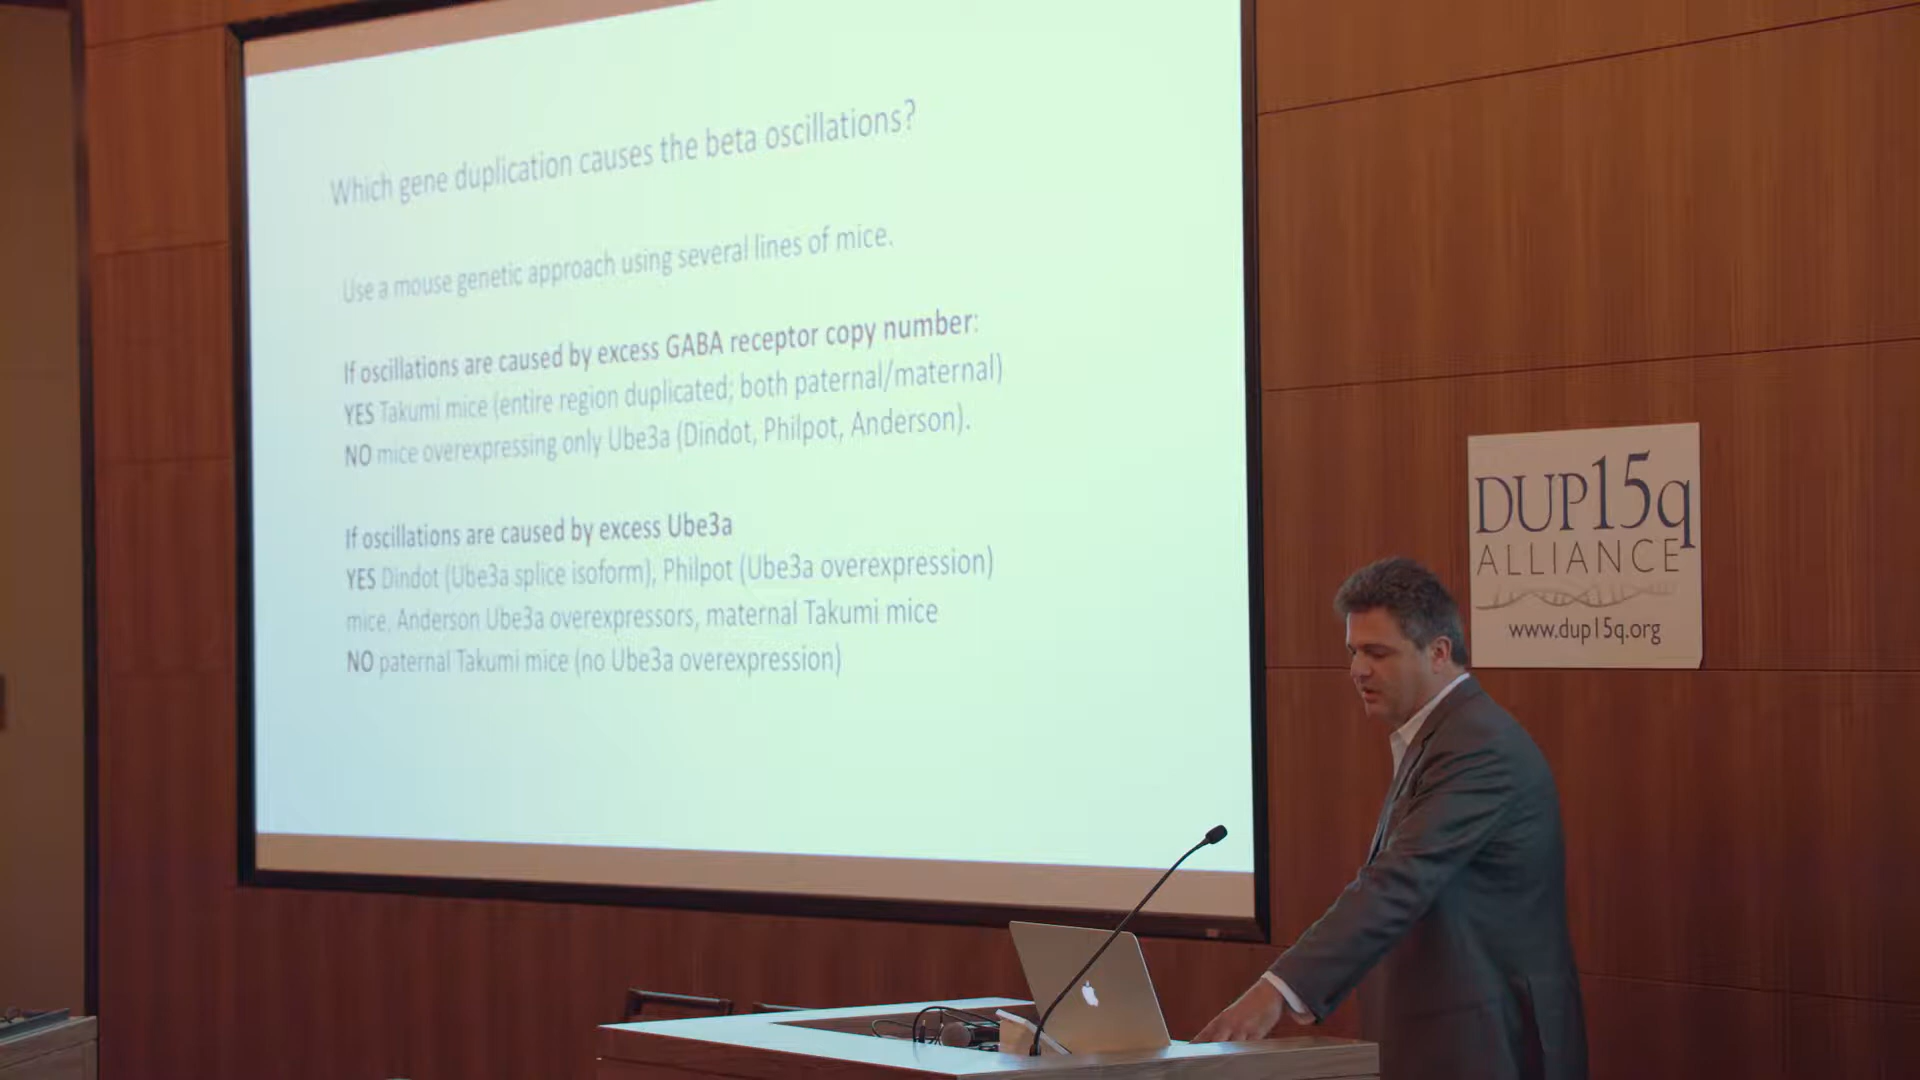 Which gene duplication causes the beta oscillations?
Use a mouse genetic approach using several lines of mice.
If oscillations are caused by excess GABA receptor copy number:
YES Takumi mice (entire region duplicated; both paternal/maternal)
NO mice overexpressing only Ube3a (Dindot, Philpot, Anderson).
If oscillations are caused by excess Ube3a
YES Dindot (Ube3a splice isoform), Philpot (Ube3a overexpression)
mice. Anderson Ube3a overexpressors, maternal Takumi mice
NO paternal Takumi mice (no Ube3a overexpression)
DUP15q
ALLIANCE
www.dup15q.org